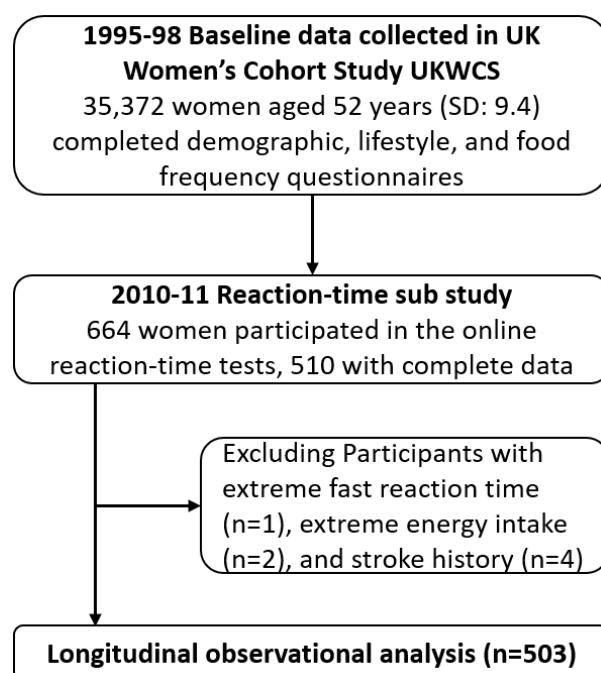 1995-98 Baseline data collected in UK
Women’s Cohort Study UKWCS
35,372 women aged 52 years (SD: 9.4)
completed demographic, lifestyle, and food
frequency questionnaires
2010-11 Reaction-time sub study
664 women participated in the online
reaction-time tests, 510 with complete data
Excluding Participants with
extreme fast reaction time
(n=1), extreme energy intake
(n=2), and stroke history (n=4)
Longitudinal observational analysis (n=503)